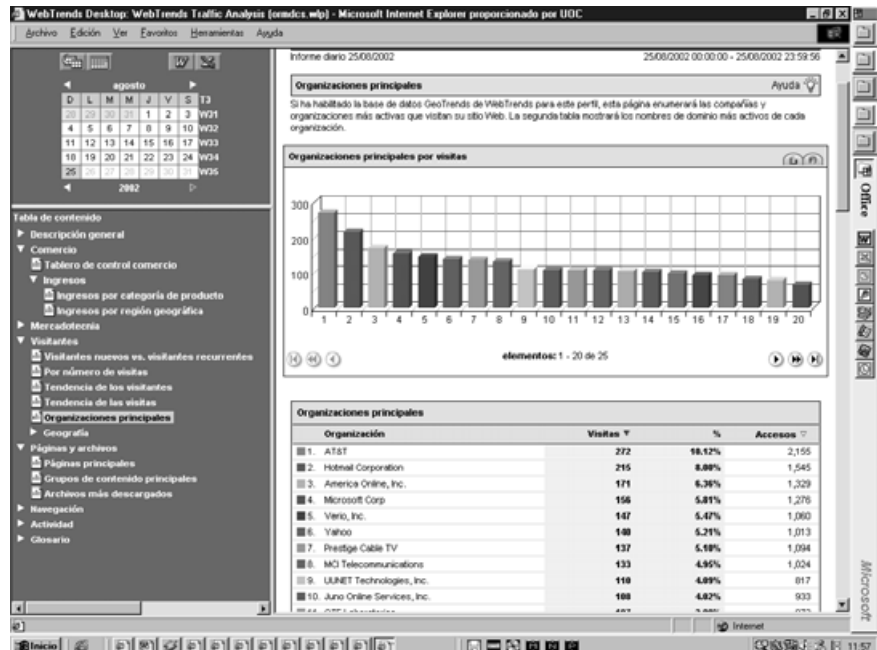 WebTrends Desktop: WebTrends Traffic Analysis [ormdcs.wlp] - Microsoft Internet Explorer proporcionado por UOC
Archivo Edición Ver Favoritos Herramientas Ayuda
agosto
D L M M J V S T3
28 29 30 31 1 2 3 W31
4 5 6 7 8 9 10 W32
11 12 13 14 15 16 17 W33
18 19 20 21 22 23 24 W34
25 26 27 28 29 30 31 W35
2002
Tabla de contenido
Descripción general
Comercio
Tablero de control comercio
Ingresos
Ingresos por categoría de producto
Ingresos por región geográfica
Mercadotecnia
Visitantes
Visitantes nuevos vs. visitantes recurrentes
Por número de visitas
Tendencia de los visitantes
Tendencia de las visitas
Organizaciones principales
Geografía
Páginas y archivos
Páginas principales
Grupos de contenido principales
Archivos más descargados
Navegación
Actividad
Glosario
Informe diario 25/08/2002 25/08/2002 00:00:00 - 25/08/2002 23:59:56
Organizaciones principales Ayuda
Si ha habilitado la base de datos GeoTrends de WebTrends para este perfil, esta página enumerará las compañías y
organizaciones más activas que visitan su sitio Web. La segunda tabla mostrará los nombres de dominio más activos de cada
organización.
Organizaciones principales por visitas
300
200
100
0
1 2 3 4 5 6 7 8 9 10 11 12 13 14 15 16 17 18 19 20
elementos: 1 - 20 de 25
Organizaciones principales
Organización Visitas % Accesos
1. AT&T 272 10.12% 2,155
2. Hotmail Corporation 215 8.00% 1,545
3. America Online, Inc. 171 6.36% 1,329
4. Microsoft Corp 156 5.81% 1,276
5. Verio, Inc. 147 5.47% 1,060
6. Yahoo 140 5.21% 1,013
7. Prestige Cable TV 137 5.10% 1,094
8. MCI Telecommunications 133 4.95% 1,024
9. UUNET Technologies, Inc. 110 4.09% 817
10. Juno Online Services, Inc. 108 4.02% 933
Office
Microsoft
Internet
Inicio
11:57